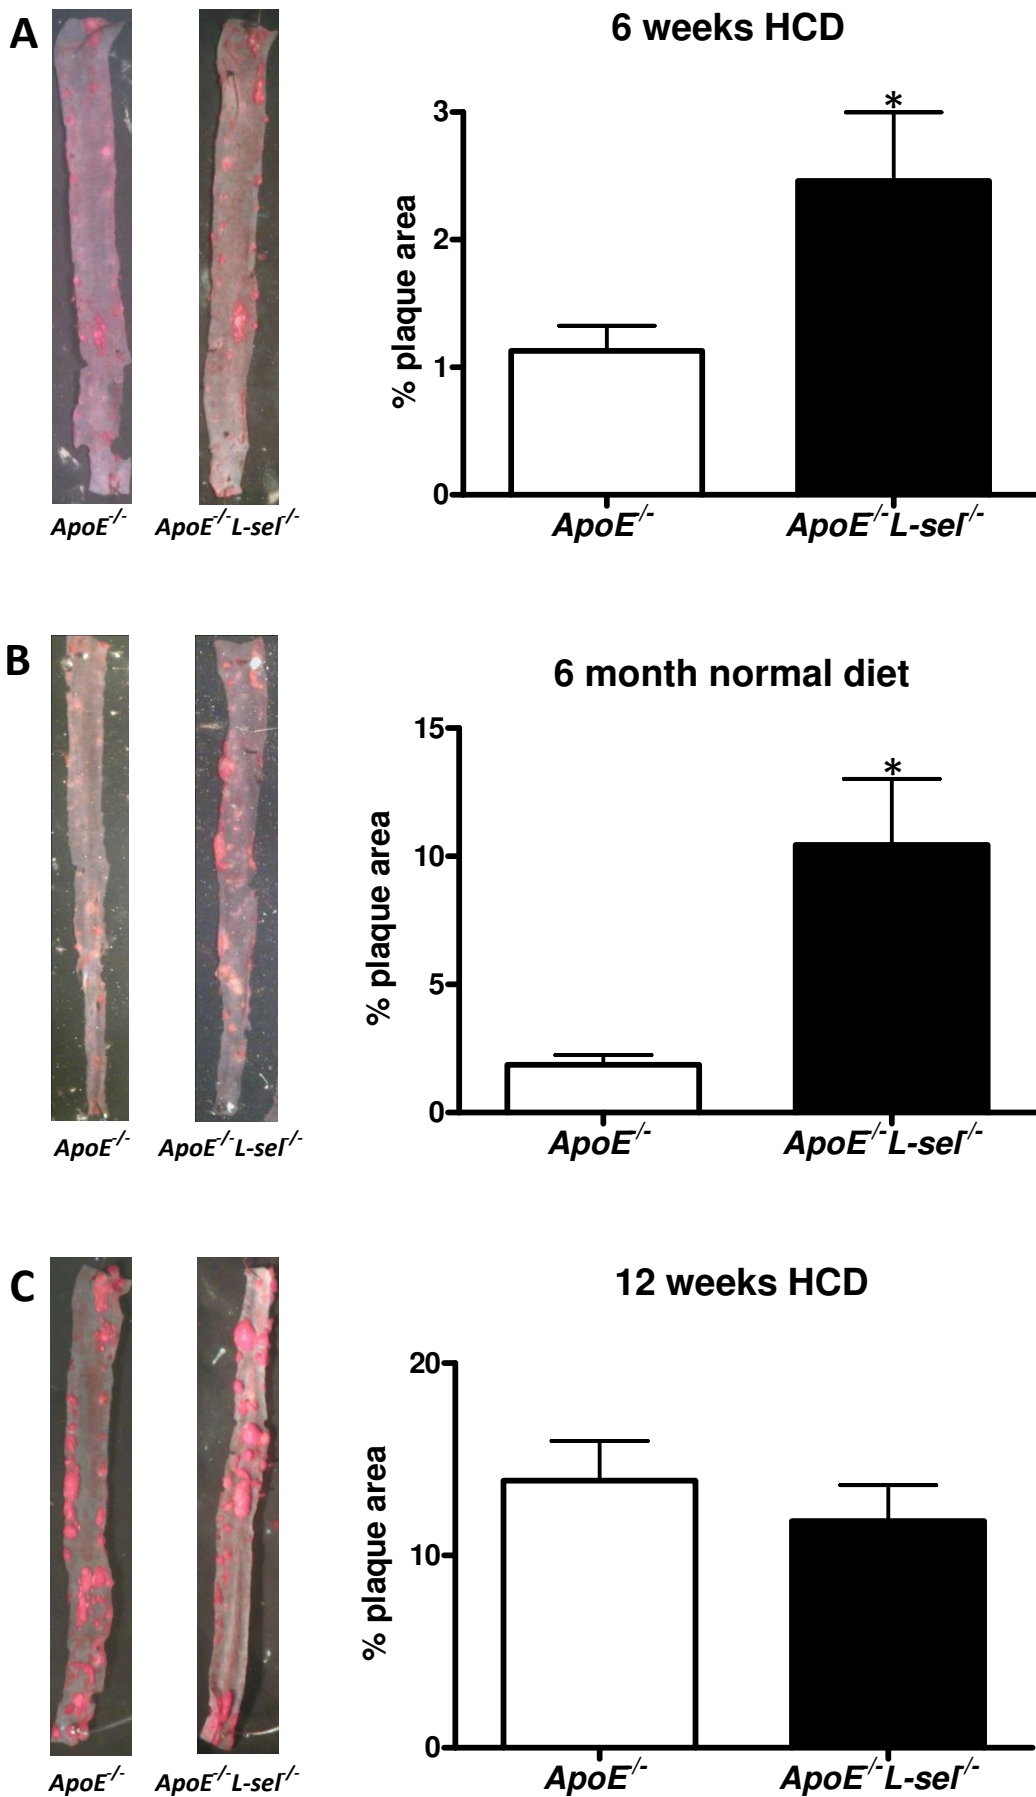 A
6 weeks HCD
3
2
1
0
% plaque area
*
ApoE-/-
ApoE-/-L-sel-/-
ApoE-/-
ApoE-/-L-sel-/-
B
6 month normal diet
15
10
5
0
% plaque area
*
ApoE-/-
ApoE-/-L-sel-/-
ApoE-/-
ApoE-/-L-sel-/-
C
12 weeks HCD
20
10
0
% plaque area
ApoE-/-
ApoE-/-L-sel-/-
ApoE-/-
ApoE-/-L-sel-/-